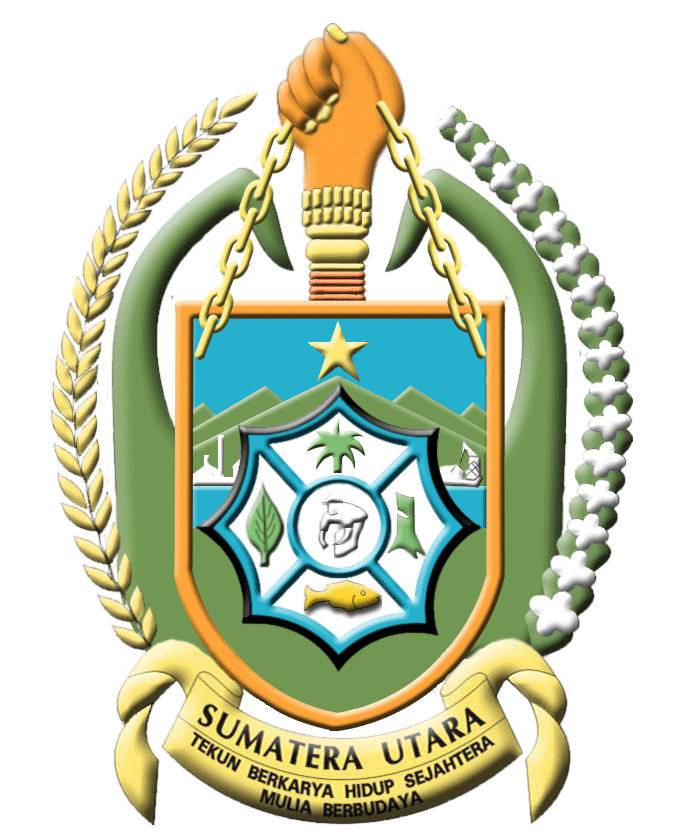 SUMATERA UTARA
TEKUN BERKARYA HIDUP SEJAHTERA
MULIA BERBUDAYA